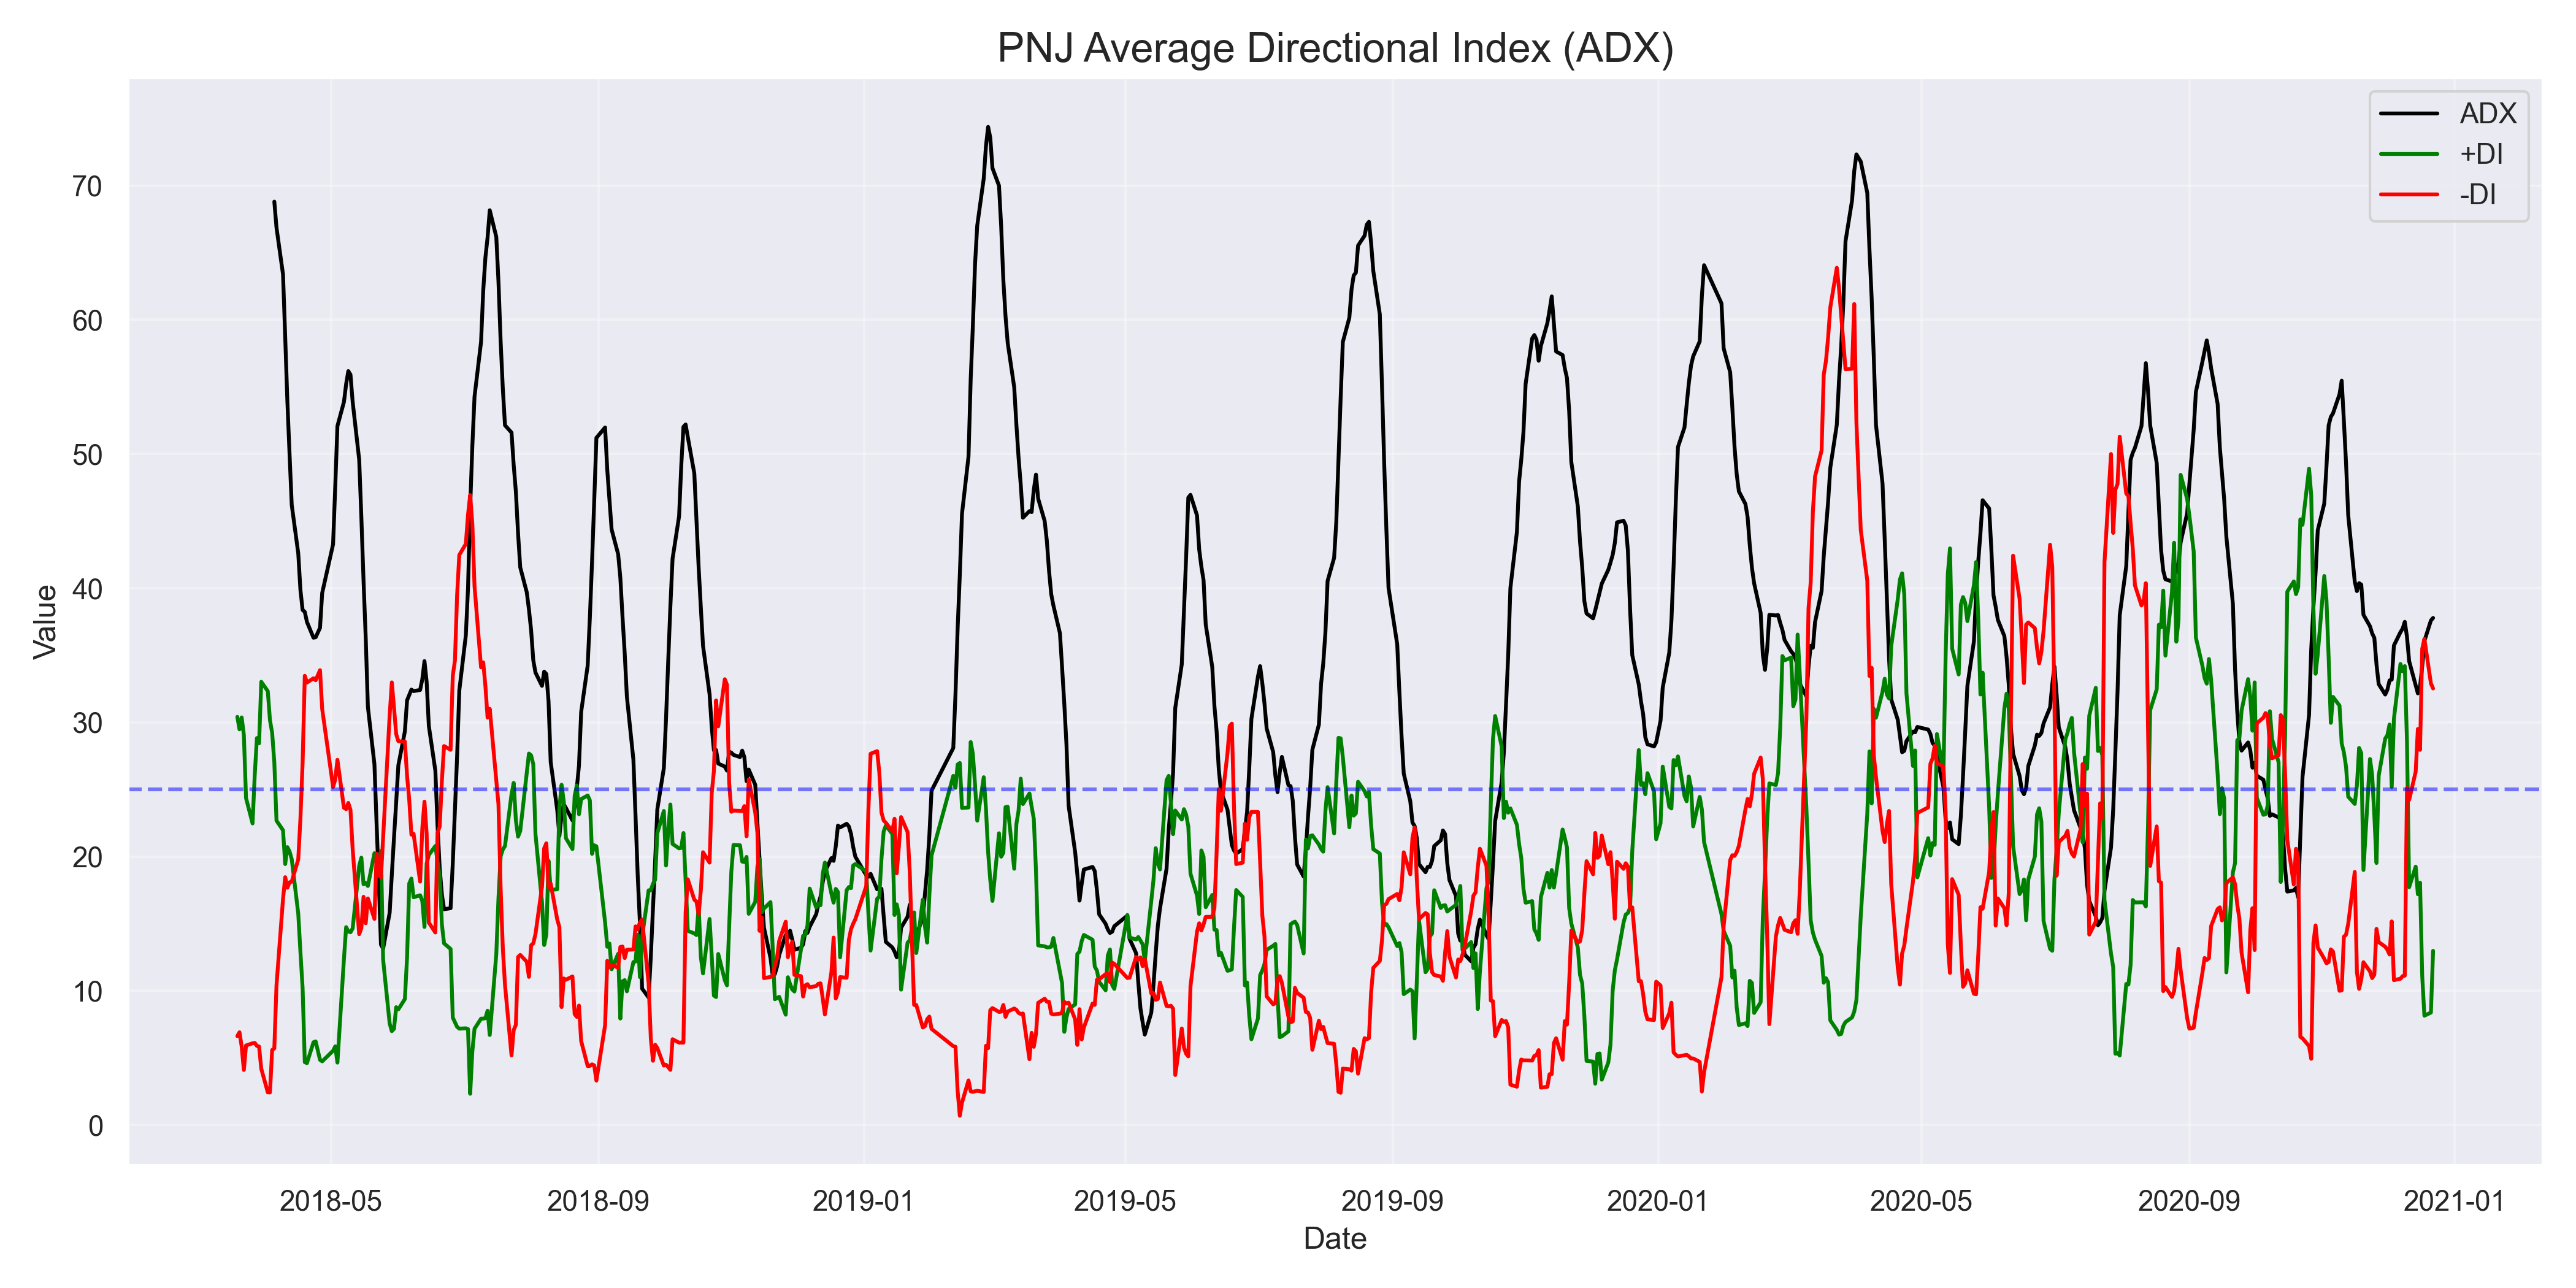 PNJ Average Directional Index (ADX)
ADX
+DI
-DI
70
60
50
40
30
20
10
0
Value
2018-05
2018-09
2019-01
2019-05
2019-09
2020-01
2020-05
2020-09
2021-01
Date